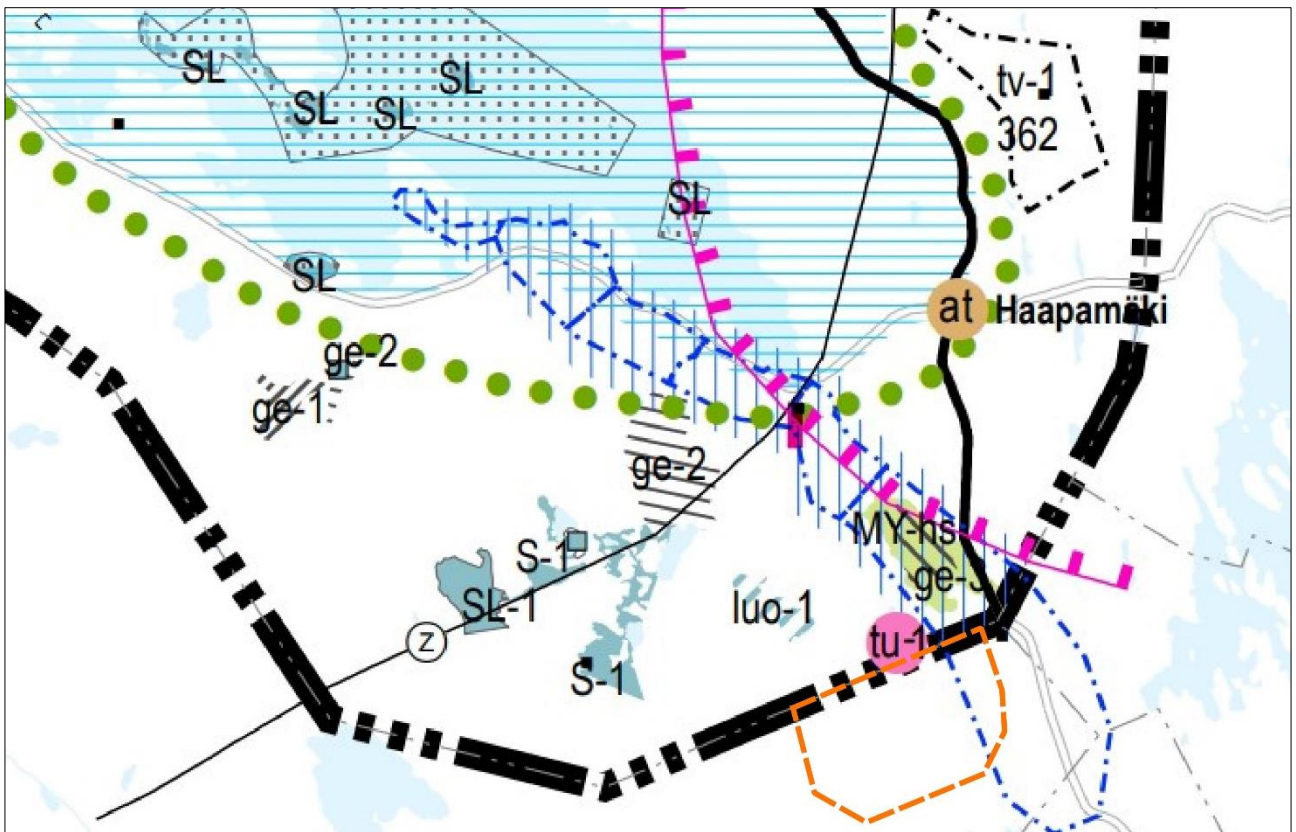 SL
SL
SL
SL
tv-1
362
SL
SL
at Haapamäki
ge-2
ge-1
ge-2
MY-hs
ge-3
S-1
SL-1
luo-1
tu-1
z
S-1